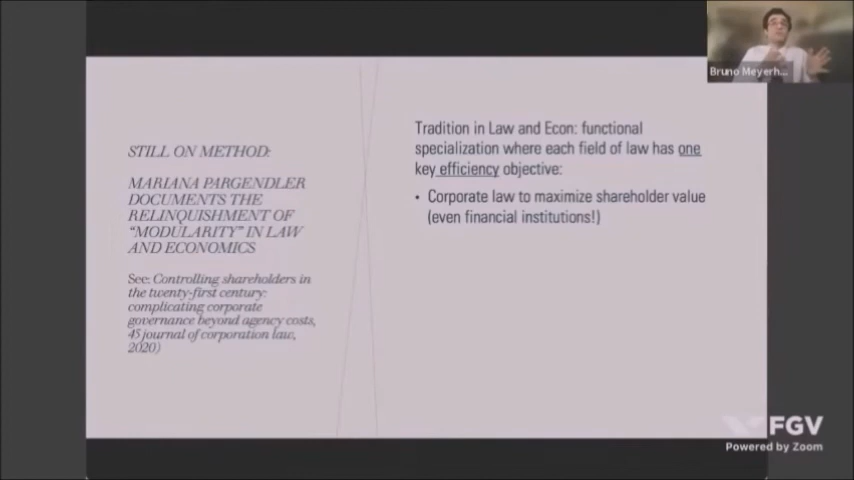 STILL ON METHOD:
MARIANA PARGENDLER
DOCUMENTS THE
RELINQUISHMENT OF
"MODULARITY" IN LAW
AND ECONOMICS
See: Controlling shareholders in
the twenty-first century:
complicating corporate
governance beyond agency costs,
45 journal of corporation law,
2020)
Tradition in Law and Econ: functional
specialization where each field of law has one
key efficiency objective:
• Corporate law to maximize shareholder value
(even financial institutions!)
Bruno Meyerh...
FGV
Powered by Zoom